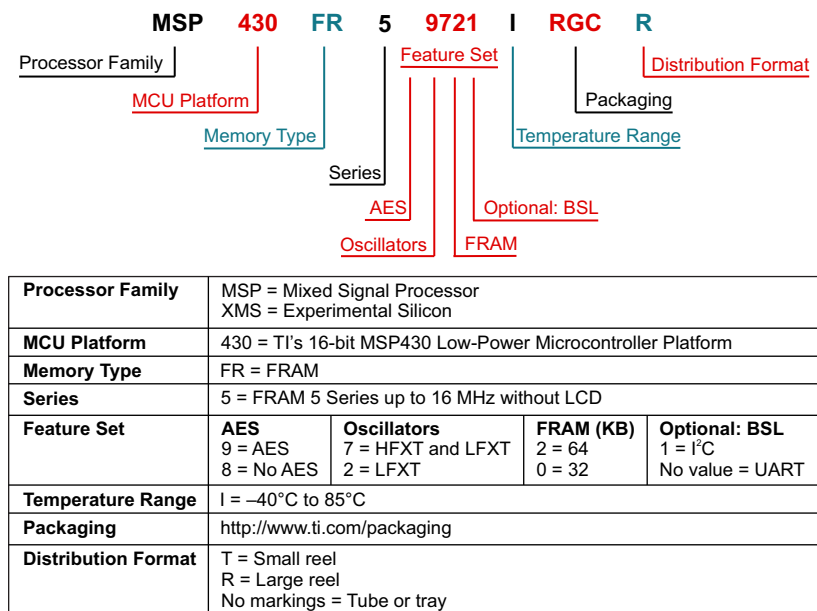 MSP 430 FR 5 9721 I RGC R
Processor Family
Feature Set
Distribution Format
MCU Platform
Packaging
Memory Type
Temperature Range
Series
AES
Optional: BSL
Oscillators
FRAM
Processor Family
MSP = Mixed Signal Processor
XMS = Experimental Silicon
MCU Platform
430 = TI's 16-bit MSP430 Low-Power Microcontroller Platform
Memory Type
FR = FRAM
Series
5 = FRAM 5 Series up to 16 MHz without LCD
Feature Set
AES
9 = AES
8 = No AES
Oscillators
7 = HFXT and LFXT
2 = LFXT
FRAM (KB)
2 = 64
0 = 32
Optional: BSL
1 = I²C
No value = UART
Temperature Range
I = –40°C to 85°C
Packaging
http://www.ti.com/packaging
Distribution Format
T = Small reel
R = Large reel
No markings = Tube or tray